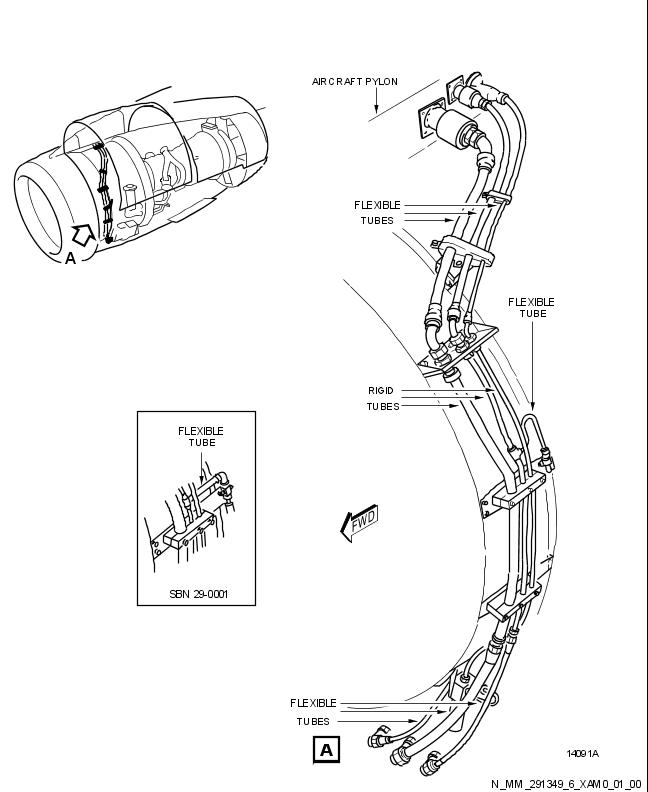 AIRCRAFT PYLON
A
FLEXIBLE
TUBES
FLEXIBLE
TUBE
RIGID
TUBES
FLEXIBLE
TUBE
SBN 29-0001
FWD
FLEXIBLE
TUBES
A
14091A
N_MM_291349_6_XAM0_01_00